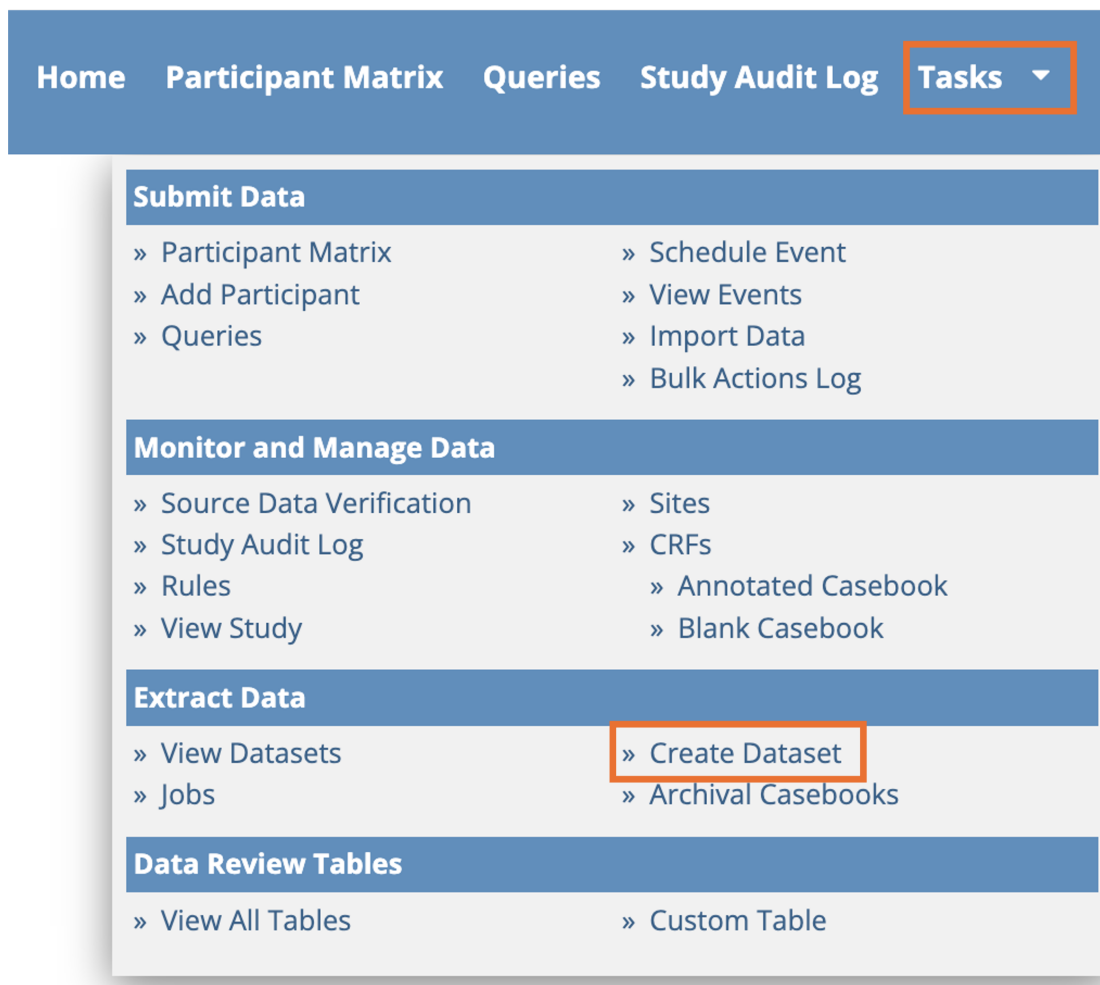 Home Participant Matrix Queries Study Audit Log Tasks
Submit Data
» Participant Matrix
» Add Participant
» Queries
» Schedule Event
» View Events
» Import Data
» Bulk Actions Log
Monitor and Manage Data
» Source Data Verification
» Study Audit Log
» Rules
» View Study
» Sites
» CRFs
» Annotated Casebook
» Blank Casebook
Extract Data
» View Datasets
» Jobs
» Create Dataset
» Archival Casebooks
Data Review Tables
» View All Tables
» Custom Table